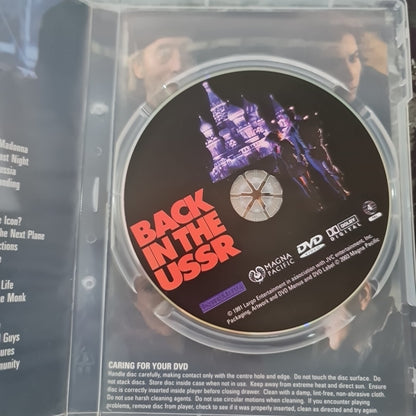 Madonna
ast Night
ussia
nding
e Icon?
the Next Plane
ctions
e
Life
e Monk
d Guys
ures
munity
BACK
IN THE
USSR
MAGNA
PACIFIC
DVD
DOLBY
DIGITAL
© 1991 Largo Entertainment in association with JVC entertainment, Inc.
Packaging, Artwork and DVD Menus and DVD Label © 2003 Magna Pacific
CARING FOR YOUR DVD
Handle disc carefully, making contact only with the centre hole and edge. Do not touch the disc surface. Do
not stack discs. Store disc inside case when not in use. Keep away from extreme heat and direct sun. Ensure
disc is correctly inserted inside player before closing drawer. Clean with a damp, lint-free, non-abrasive cloth.
Do not use harsh cleaning agents. Do not use circular motions when cleaning. If you encounter playing
problems, remove disc from player, check to see if it was properly inserted, clean as directed and try again.